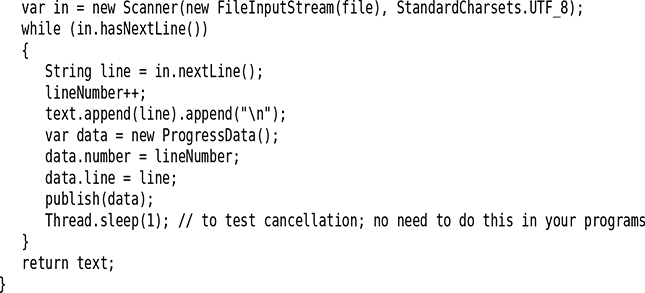 var in = new Scanner(new FileInputStream(file), StandardCharsets.UTF_8);
while (in.hasNextLine())
{
String line = in.nextLine();
lineNumber++;
text.append(line).append("\n");
var data = new ProgressData();
data.number = lineNumber;
data.line = line;
publish(data);
Thread.sleep(1); // to test cancellation; no need to do this in your programs
}
return text;
}